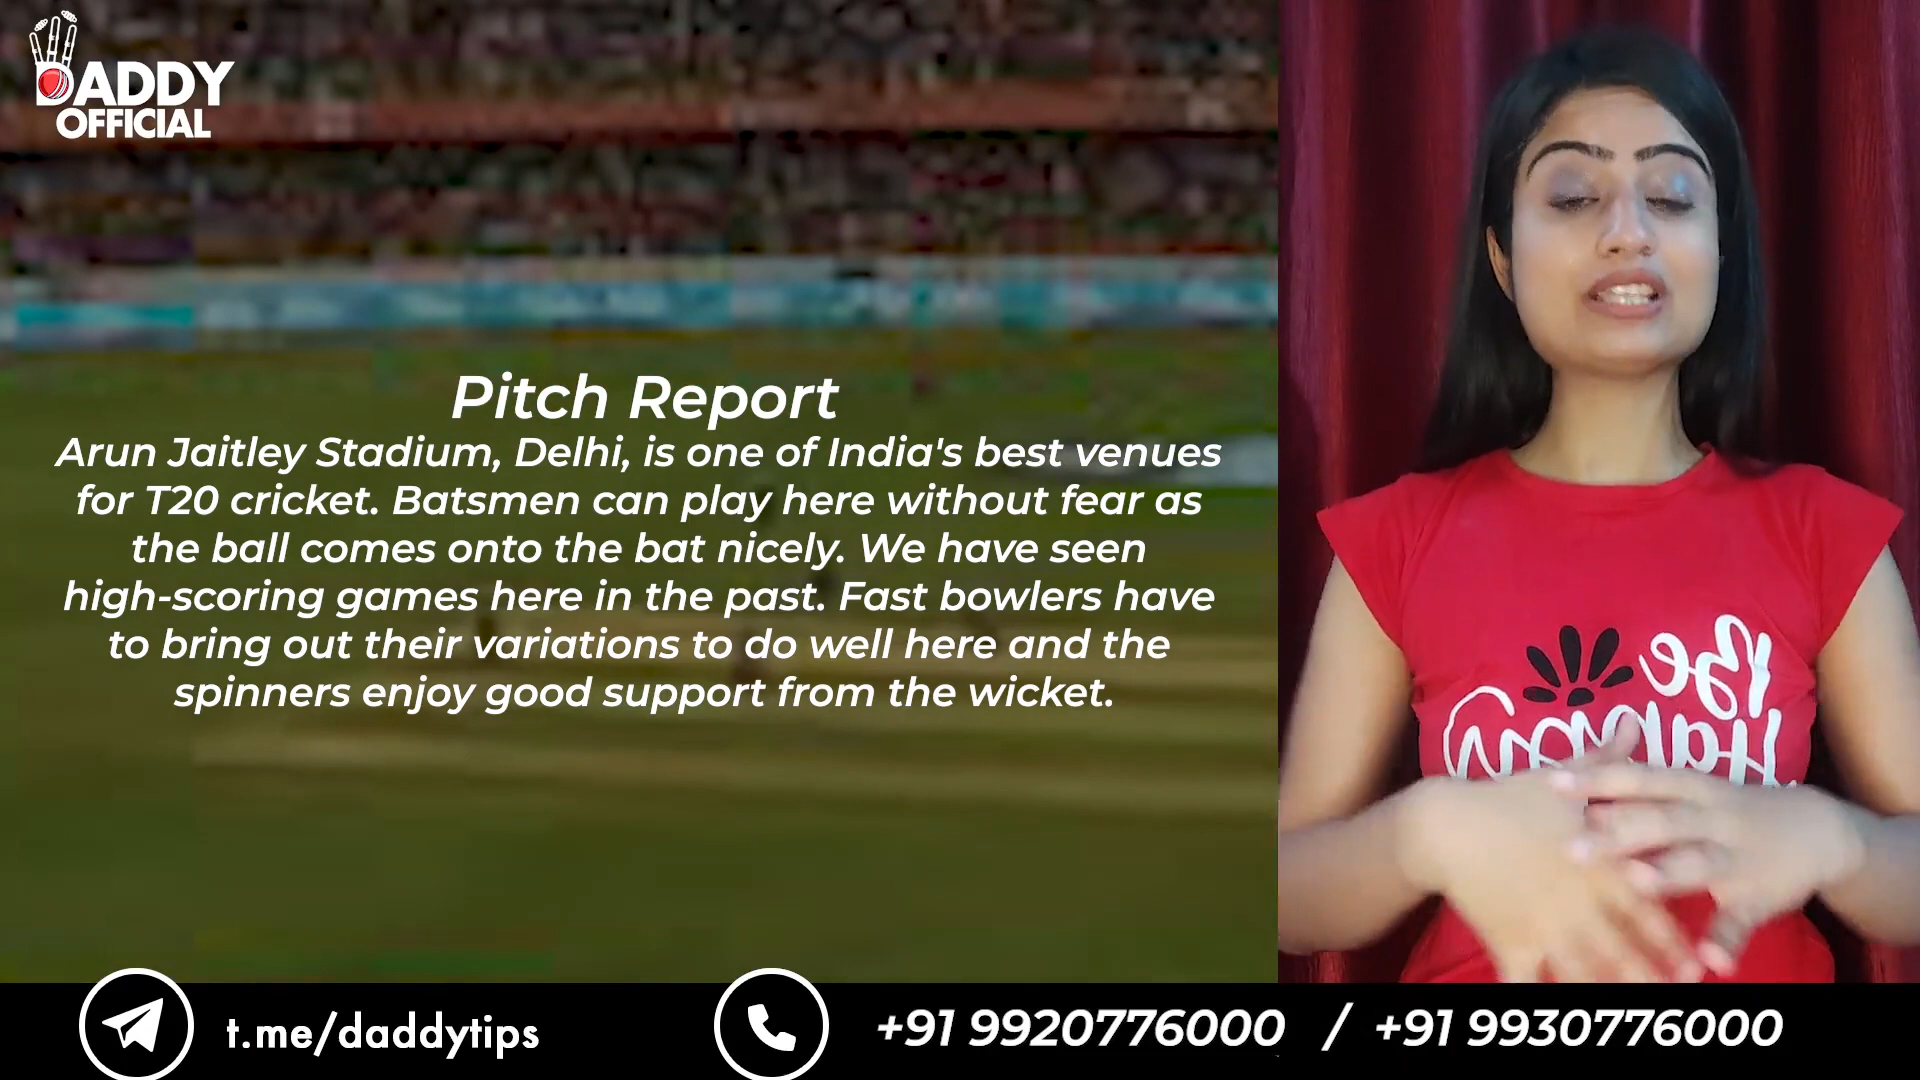 DADDY
OFFICIAL
Pitch Report
Arun Jaitley Stadium, Delhi, is one of India's best venues
for T20 cricket. Batsmen can play here without fear as
the ball comes onto the bat nicely. We have seen
high-scoring games here in the past. Fast bowlers have
to bring out their variations to do well here and the
spinners enjoy good support from the wicket.
Be
Happy
t.me/daddytips
+91 9920776000 / +91 9930776000